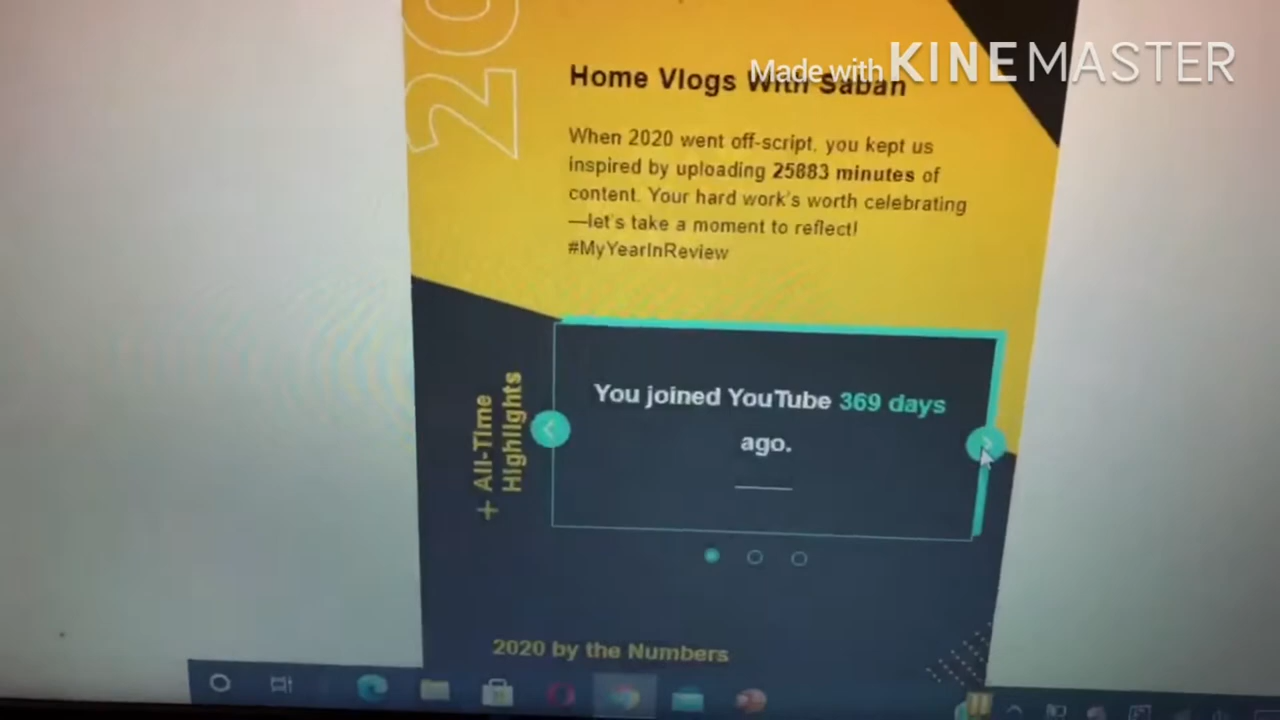 20
Made with KINEMASTER
Home Vlogs With Saban
When 2020 went off-script, you kept us
inspired by uploading 25883 minutes of
content. Your hard work's worth celebrating
—let's take a moment to reflect!
#MyYearInReview
+ All-Time
Highlights
You joined YouTube 369 days
ago.
2020 by the Numbers